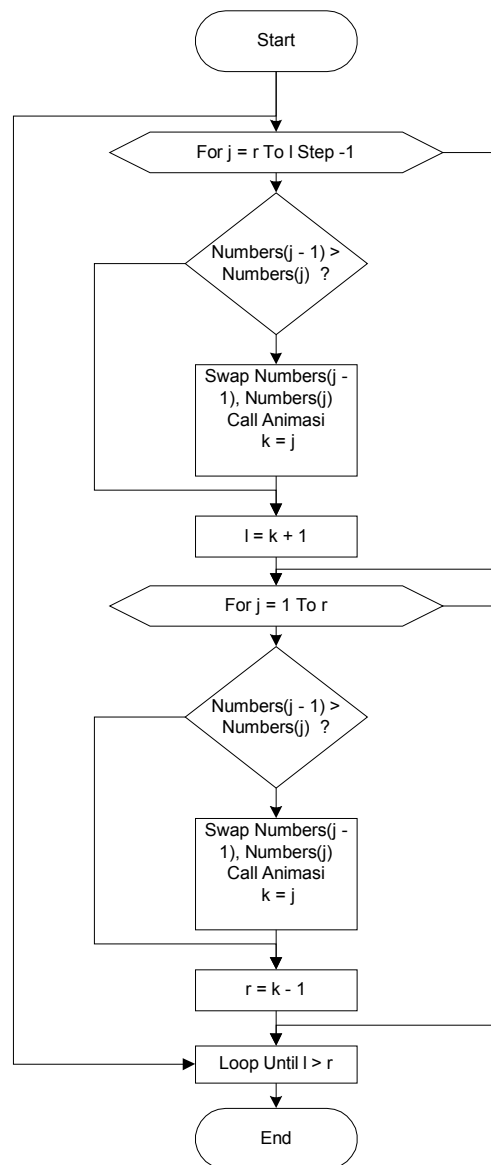 Start
For j = r To l Step -1
Numbers(j - 1) >
Numbers(j)  ?
Swap Numbers(j -
1), Numbers(j)
Call Animasi
k = j
l = k + 1
For j = 1 To r
Numbers(j - 1) >
Numbers(j)  ?
Swap Numbers(j -
1), Numbers(j)
Call Animasi
k = j
r = k - 1
Loop Until l > r
End